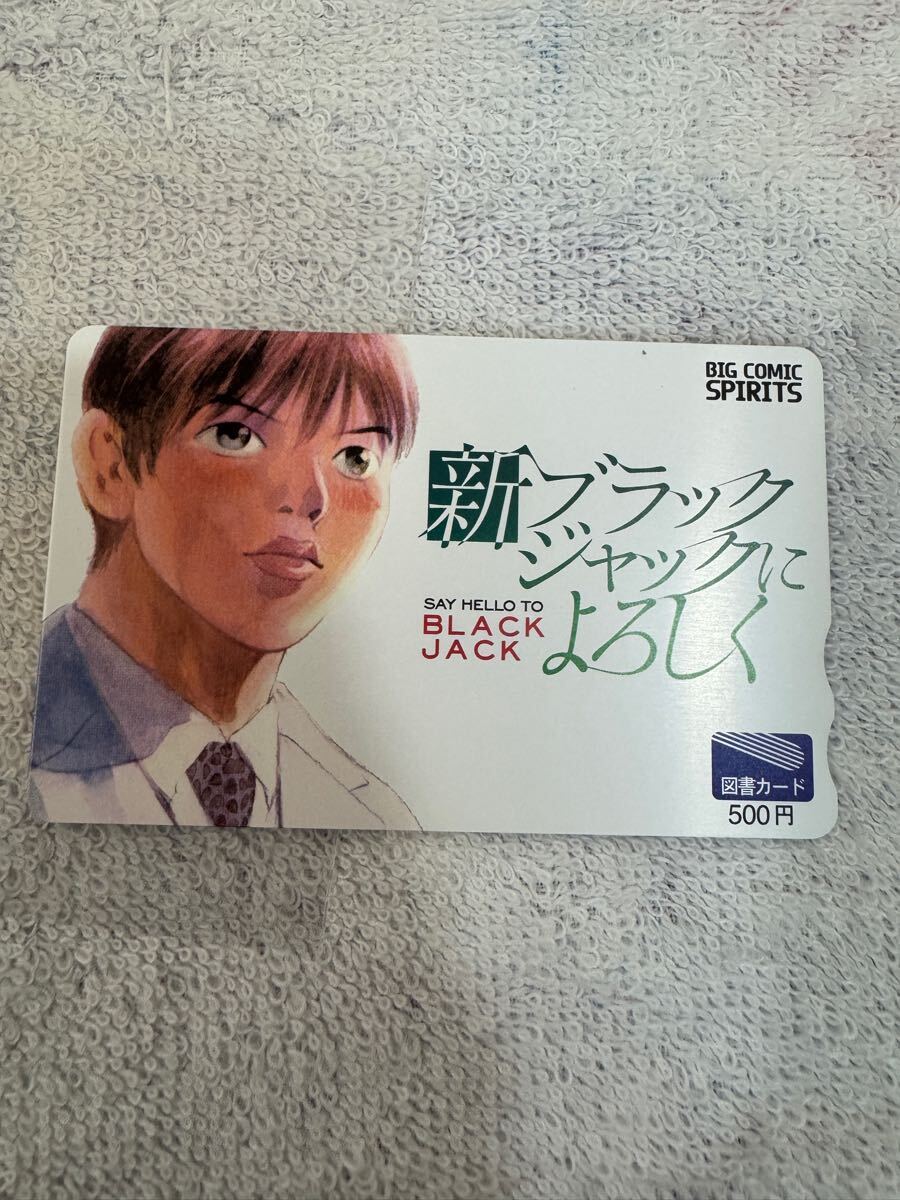 BIG COMIC
SPIRITS
新ブラック
ジャックに
よろしく
SAY HELLO TO
BLACK
JACK
図書カード
500円